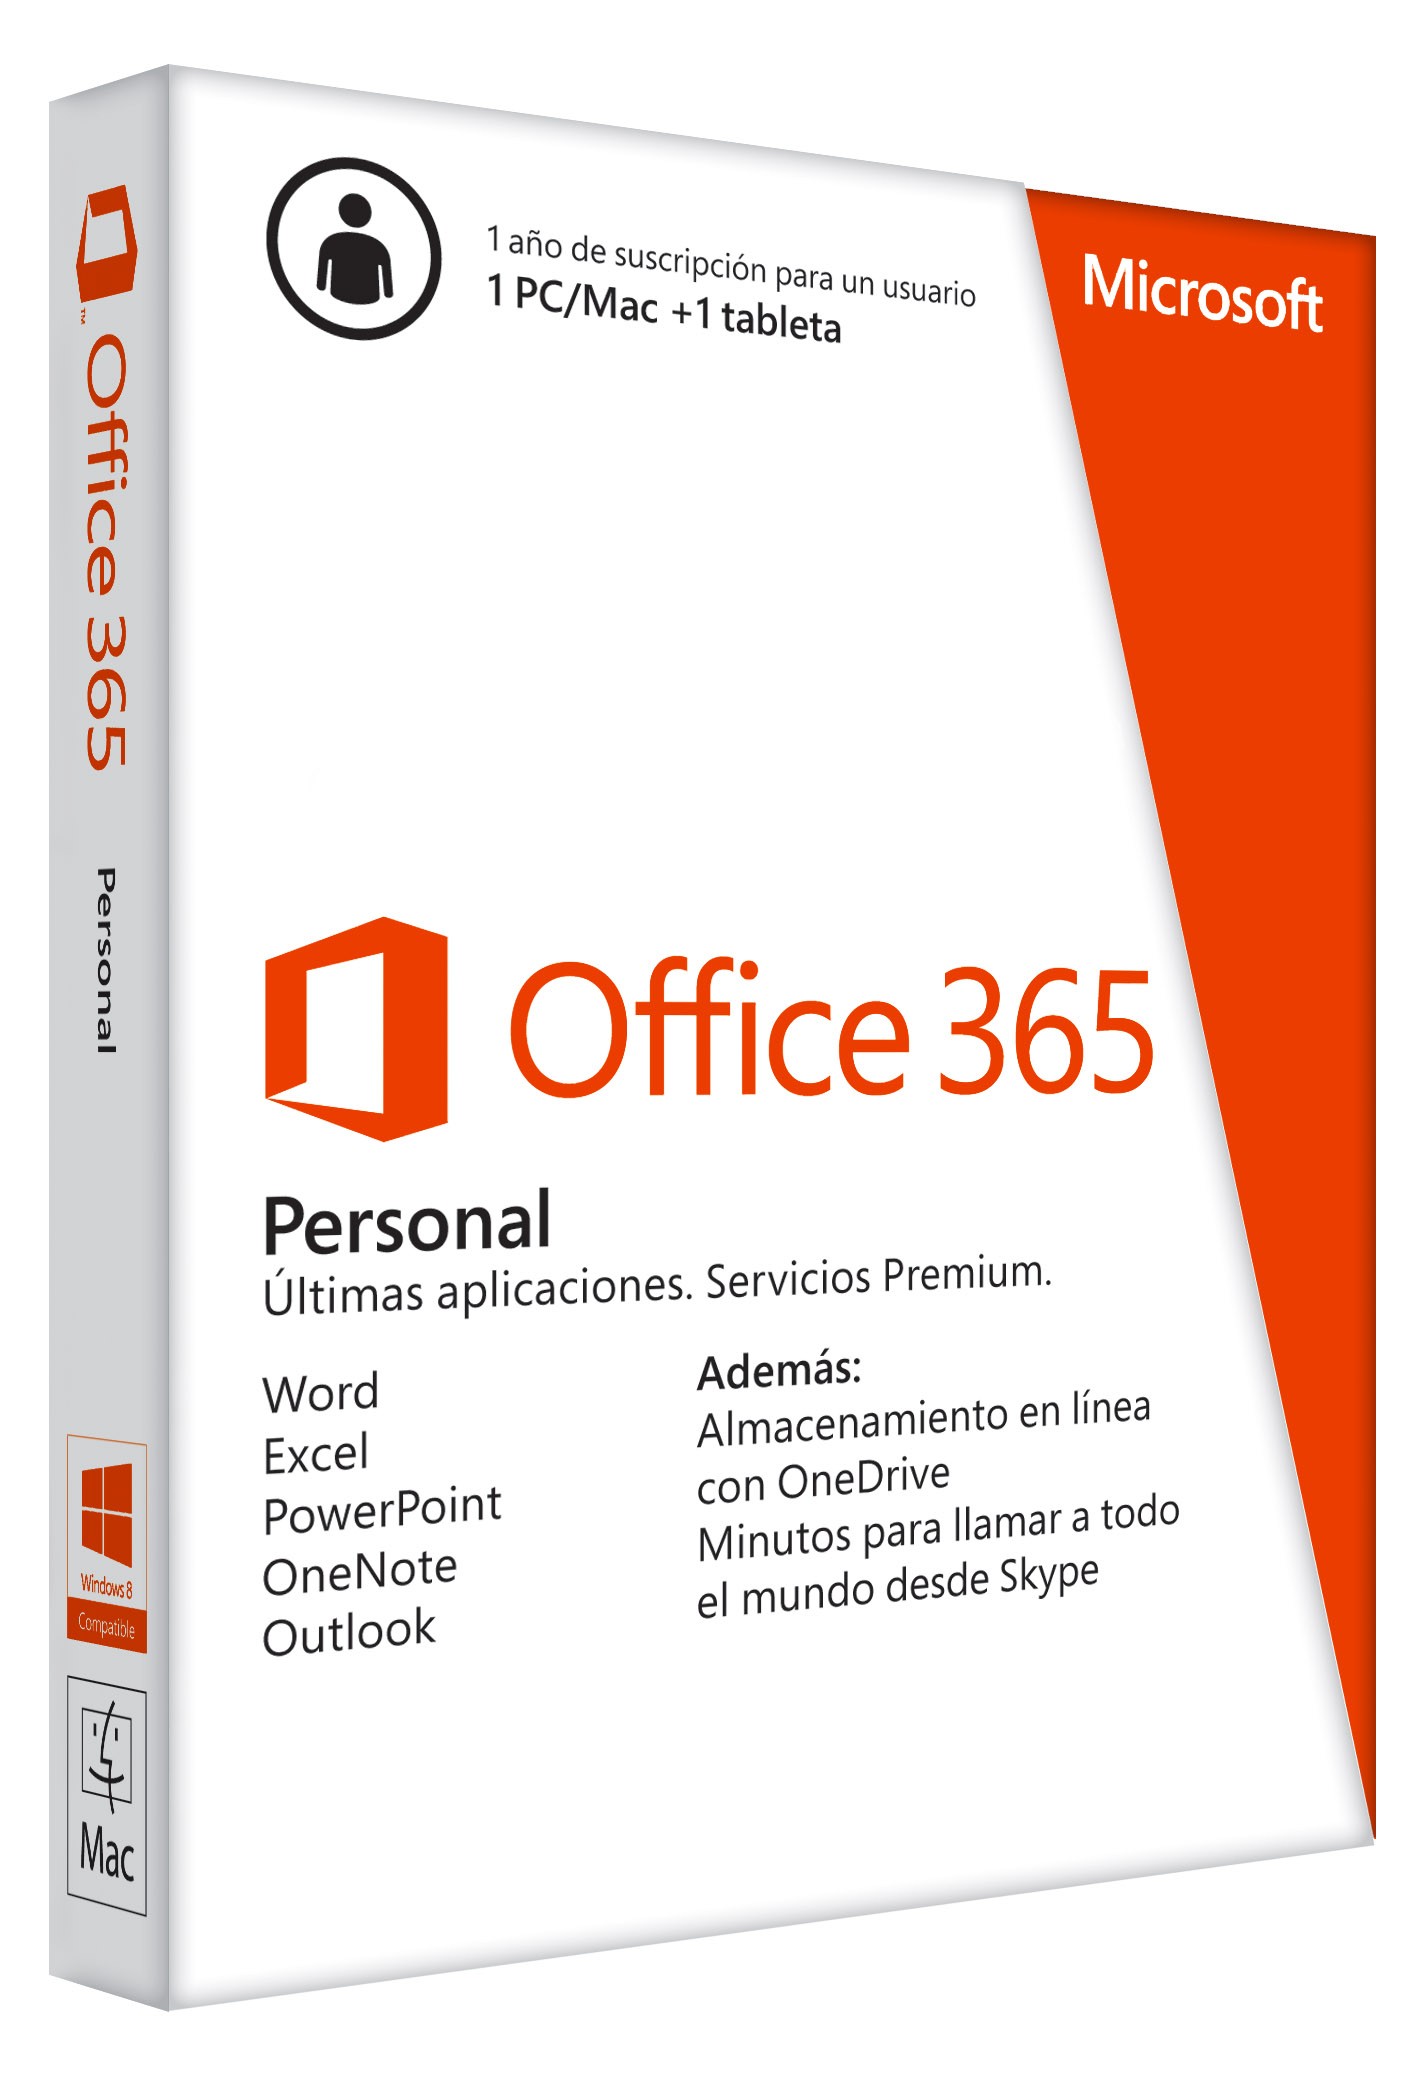 Office 365
Personal
Windows 8
Compatible
Mac
1 año de suscripción para un usuario
1 PC/Mac +1 tableta
Microsoft
Office 365
Personal
Últimas aplicaciones. Servicios Premium.
Word
Excel
PowerPoint
OneNote
Outlook
Además:
Almacenamiento en línea
con OneDrive
Minutos para llamar a todo
el mundo desde Skype